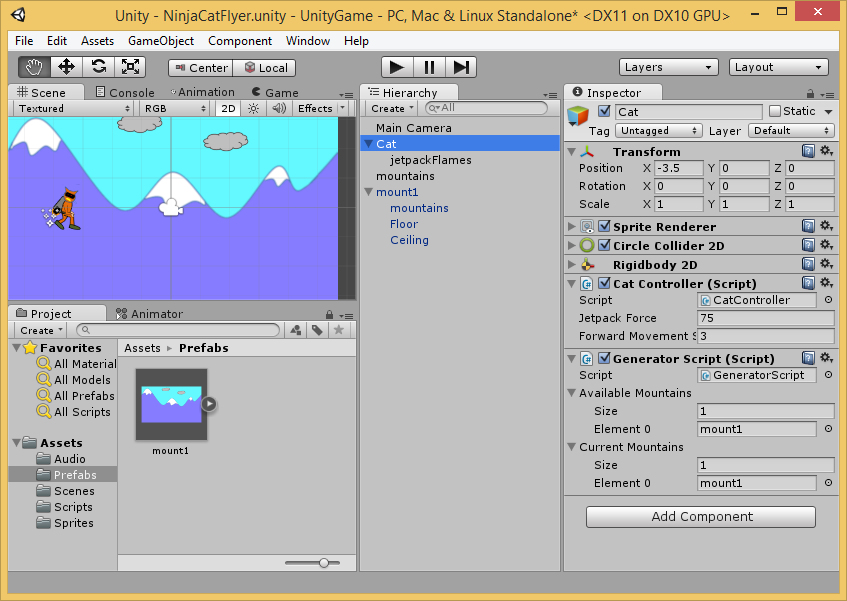 Unity - NinjaCatFlyer.unity - UnityGame - PC, Mac & Linux Standalone* <DX11 on DX10 GPU>
File Edit Assets GameObject Component Window Help
Center Local Layers Layout
Scene Console Animation Game
Textured RGB 2D Effects
Hierarchy
Create All
Main Camera
Cat
jetpackFlames
mountains
mount1
mountains
Floor
Ceiling
Project Animator
Create
Favorites
All Material
All Models
All Prefabs
All Scripts
Assets
Audio
Prefabs
Scenes
Scripts
Sprites
Assets Prefabs
mount1
Inspector
Cat Static
Tag Untagged Layer Default
Transform
Position X -3.5 Y 0 Z 0
Rotation X 0 Y 0 Z 0
Scale X 1 Y 1 Z 1
Sprite Renderer
Circle Collider 2D
Rigidbody 2D
Cat Controller (Script)
Script CatController
Jetpack Force 75
Forward Movement S 3
Generator Script (Script)
Script GeneratorScript
Available Mountains
Size 1
Element 0 mount1
Current Mountains
Size 1
Element 0 mount1
Add Component